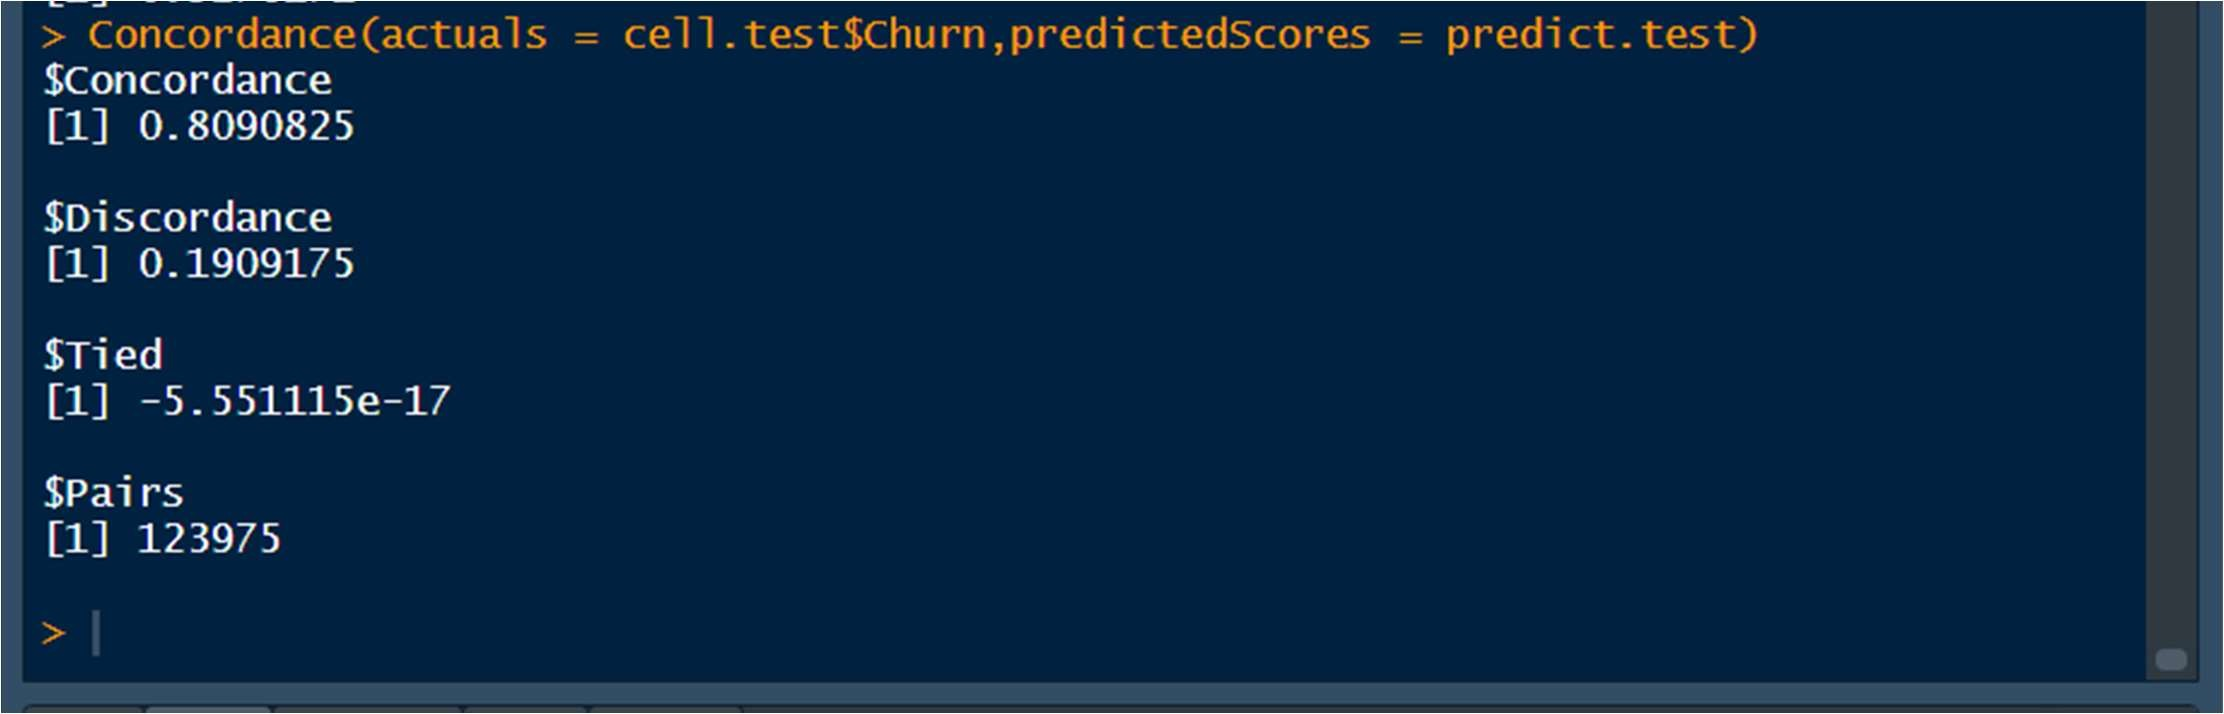 > Concordance(actuals = cell.test$Churn,predictedScores = predict.test)
$Concordance
[1] 0.8090825
$Discordance
[1] 0.1909175
$Tied
[1] -5.551115e-17
$Pairs
[1] 123975
>